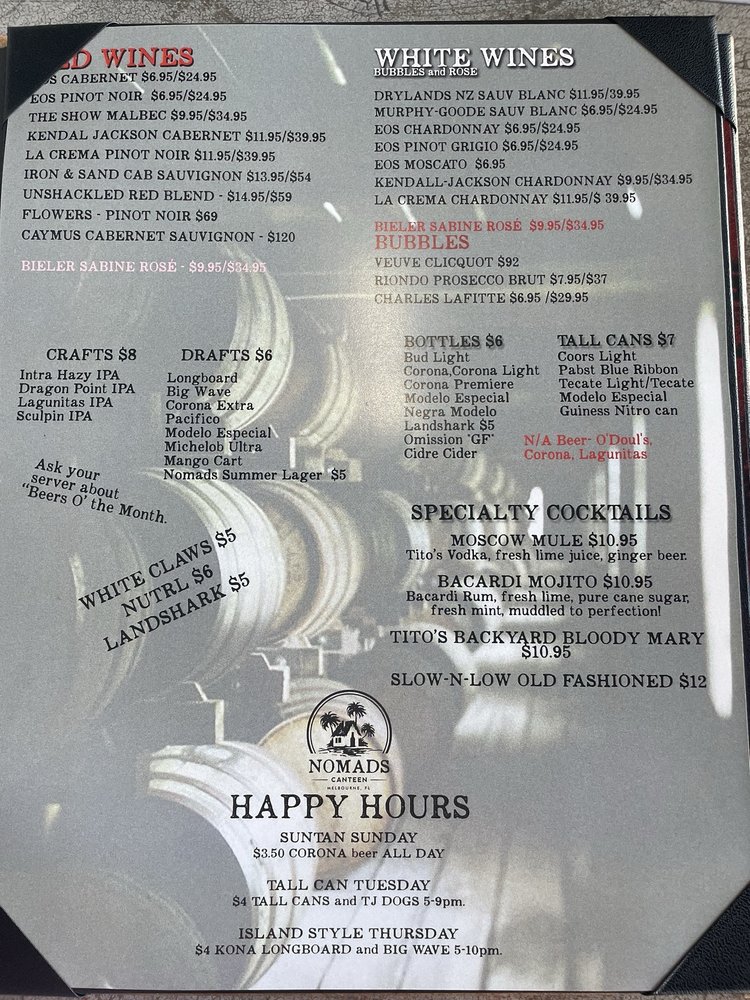 RED WINES
EOS CABERNET $6.95/$24.95
EOS PINOT NOIR $6.95/$24.95
THE SHOW MALBEC $9.95/$34.95
KENDAL JACKSON CABERNET $11.95/$39.95
LA CREMA PINOT NOIR $11.95/$39.95
IRON & SAND CAB SAUVIGNON $13.95/$54
UNSHACKLED RED BLEND - $14.95/$59
FLOWERS - PINOT NOIR $69
CAYMUS CABERNET SAUVIGNON - $120
BIELER SABINE ROSÉ - $9.95/$34.95
WHITE WINES
BUBBLES and ROSE
DRYLANDS NZ SAUV BLANC $11.95/39.95
MURPHY-GOODE SAUV BLANC $6.95/$24.95
EOS CHARDONNAY $6.95/$24.95
EOS PINOT GRIGIO $6.95/$24.95
EOS MOSCATO $6.95
KENDALL-JACKSON CHARDONNAY $9.95/$34.95
LA CREMA CHARDONNAY $11.95/$ 39.95
BIELER SABINE ROSÉ $9.95/$34.95
BUBBLES
VEUVE CLICQUOT $92
RIONDO PROSECCO BRUT $7.95/$37
CHARLES LAFITTE $6.95 /$29.95
CRAFTS $8
Intra Hazy IPA
Dragon Point IPA
Lagunitas IPA
Sculpin IPA
DRAFTS $6
Longboard
Big Wave
Corona Extra
Pacifico
Modelo Especial
Michelob Ultra
Mango Cart
Nomads Summer Lager $5
BOTTLES $6
Bud Light
Corona,Corona Light
Corona Premiere
Modelo Especial
Negra Modelo
Landshark $5
Omission "GF"
Cidre Cider
TALL CANS $7
Coors Light
Pabst Blue Ribbon
Tecate Light/Tecate
Modelo Especial
Guiness Nitro can
N/A Beer- O'Doul's,
Corona, Lagunitas
Ask your
server about
"Beers O' the Month.
WHITE CLAWS $5
NUTRL $6
LANDSHARK $5
SPECIALTY COCKTAILS
MOSCOW MULE $10.95
Tito's Vodka, fresh lime juice, ginger beer.
BACARDI MOJITO $10.95
Bacardi Rum, fresh lime, pure cane sugar,
fresh mint, muddled to perfection!
TITO'S BACKYARD BLOODY MARY
$10.95
SLOW-N-LOW OLD FASHIONED $12
NOMADS
CANTEEN
MELBOURNE, FL
HAPPY HOURS
SUNTAN SUNDAY
$3.50 CORONA beer ALL DAY
TALL CAN TUESDAY
$4 TALL CANS and TJ DOGS 5-9pm.
ISLAND STYLE THURSDAY
$4 KONA LONGBOARD and BIG WAVE 5-10pm.